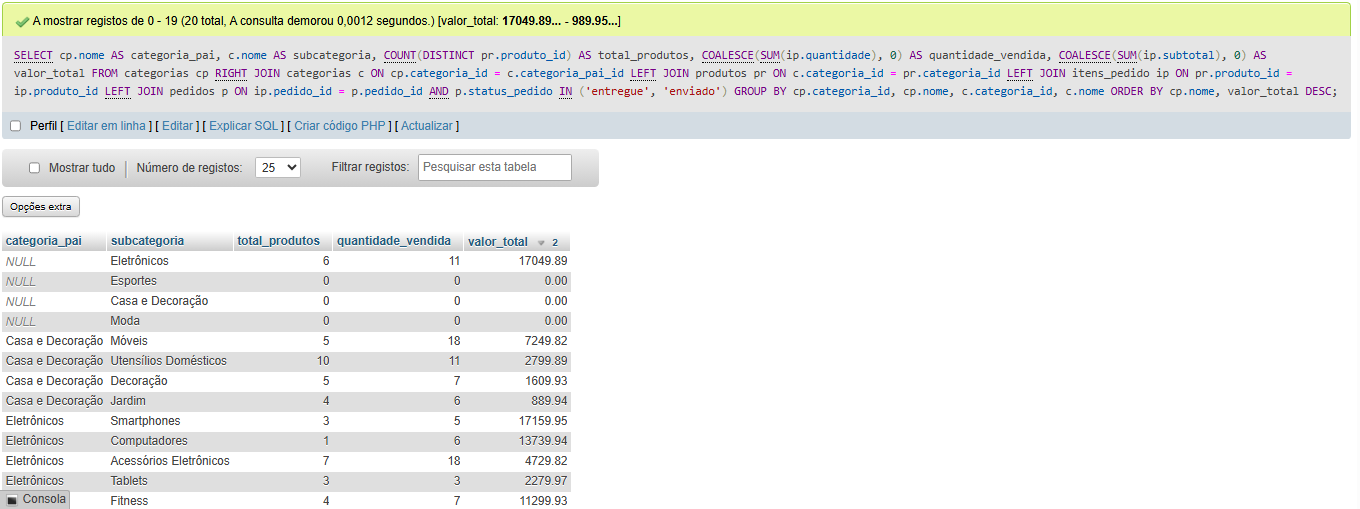 A mostrar registos de 0 - 19 (20 total, A consulta demorou 0,0012 segundos.) [valor_total: 17049.89... - 989.95...]
SELECT cp.nome AS categoria_pai, c.nome AS subcategoria, COUNT(DISTINCT pr.produto_id) AS total_produtos, COALESCE(SUM(ip.quantidade), 0) AS quantidade_vendida, COALESCE(SUM(ip.subtotal), 0) AS
valor_total FROM categorias cp RIGHT JOIN categorias c ON cp.categoria_id = c.categoria_pai_id LEFT JOIN produtos pr ON c.categoria_id = pr.categoria_id LEFT JOIN itens_pedido ip ON pr.produto_id =
ip.produto_id LEFT JOIN pedidos p ON ip.pedido_id = p.pedido_id AND p.status_pedido IN ('entregue', 'enviado') GROUP BY cp.categoria_id, cp.nome, c.categoria_id, c.nome ORDER BY cp.nome, valor_total DESC;
Perfil [ Editar em linha ] [ Editar ] [ Explicar SQL ] [ Criar código PHP ] [ Actualizar ]
Mostrar tudo Número de registos: 25 Filtrar registos: Pesquisar esta tabela
Opções extra
categoria_pai subcategoria total_produtos quantidade_vendida valor_total 2
NULL Eletrônicos 6 11 17049.89
NULL Esportes 0 0 0.00
NULL Casa e Decoração 0 0 0.00
NULL Moda 0 0 0.00
Casa e Decoração Móveis 5 18 7249.82
Casa e Decoração Utensílios Domésticos 10 11 2799.89
Casa e Decoração Decoração 5 7 1609.93
Casa e Decoração Jardim 4 6 889.94
Eletrônicos Smartphones 3 5 17159.95
Eletrônicos Computadores 1 6 13739.94
Eletrônicos Acessórios Eletrônicos 7 18 4729.82
Eletrônicos Tablets 3 3 2279.97
Consola Fitness 4 7 11299.93